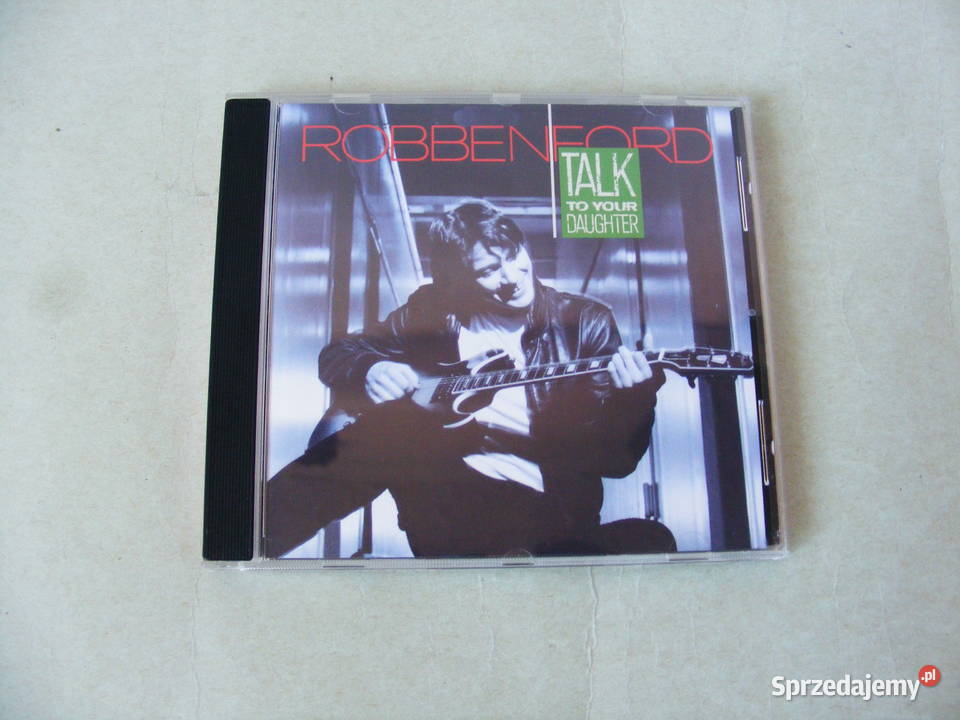 ROBBENFORD
TALK
TO YOUR
DAUGHTER
Sprzedajemy.pl